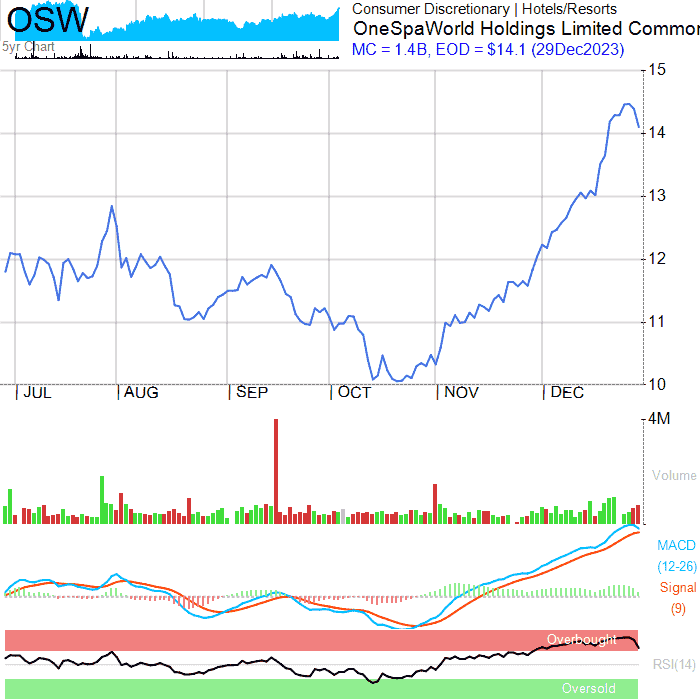 OSW
5yr Chart
Consumer Discretionary | Hotels/Resorts
OneSpaWorld Holdings Limited Common
MC = 1.4B, EOD = $14.1 (29Dec2023)
15
14
13
12
11
10
JUL AUG SEP OCT NOV DEC
4M
Volume
MACD
(12-26)
Signal
(9)
Overbought
RSI(14)
Oversold